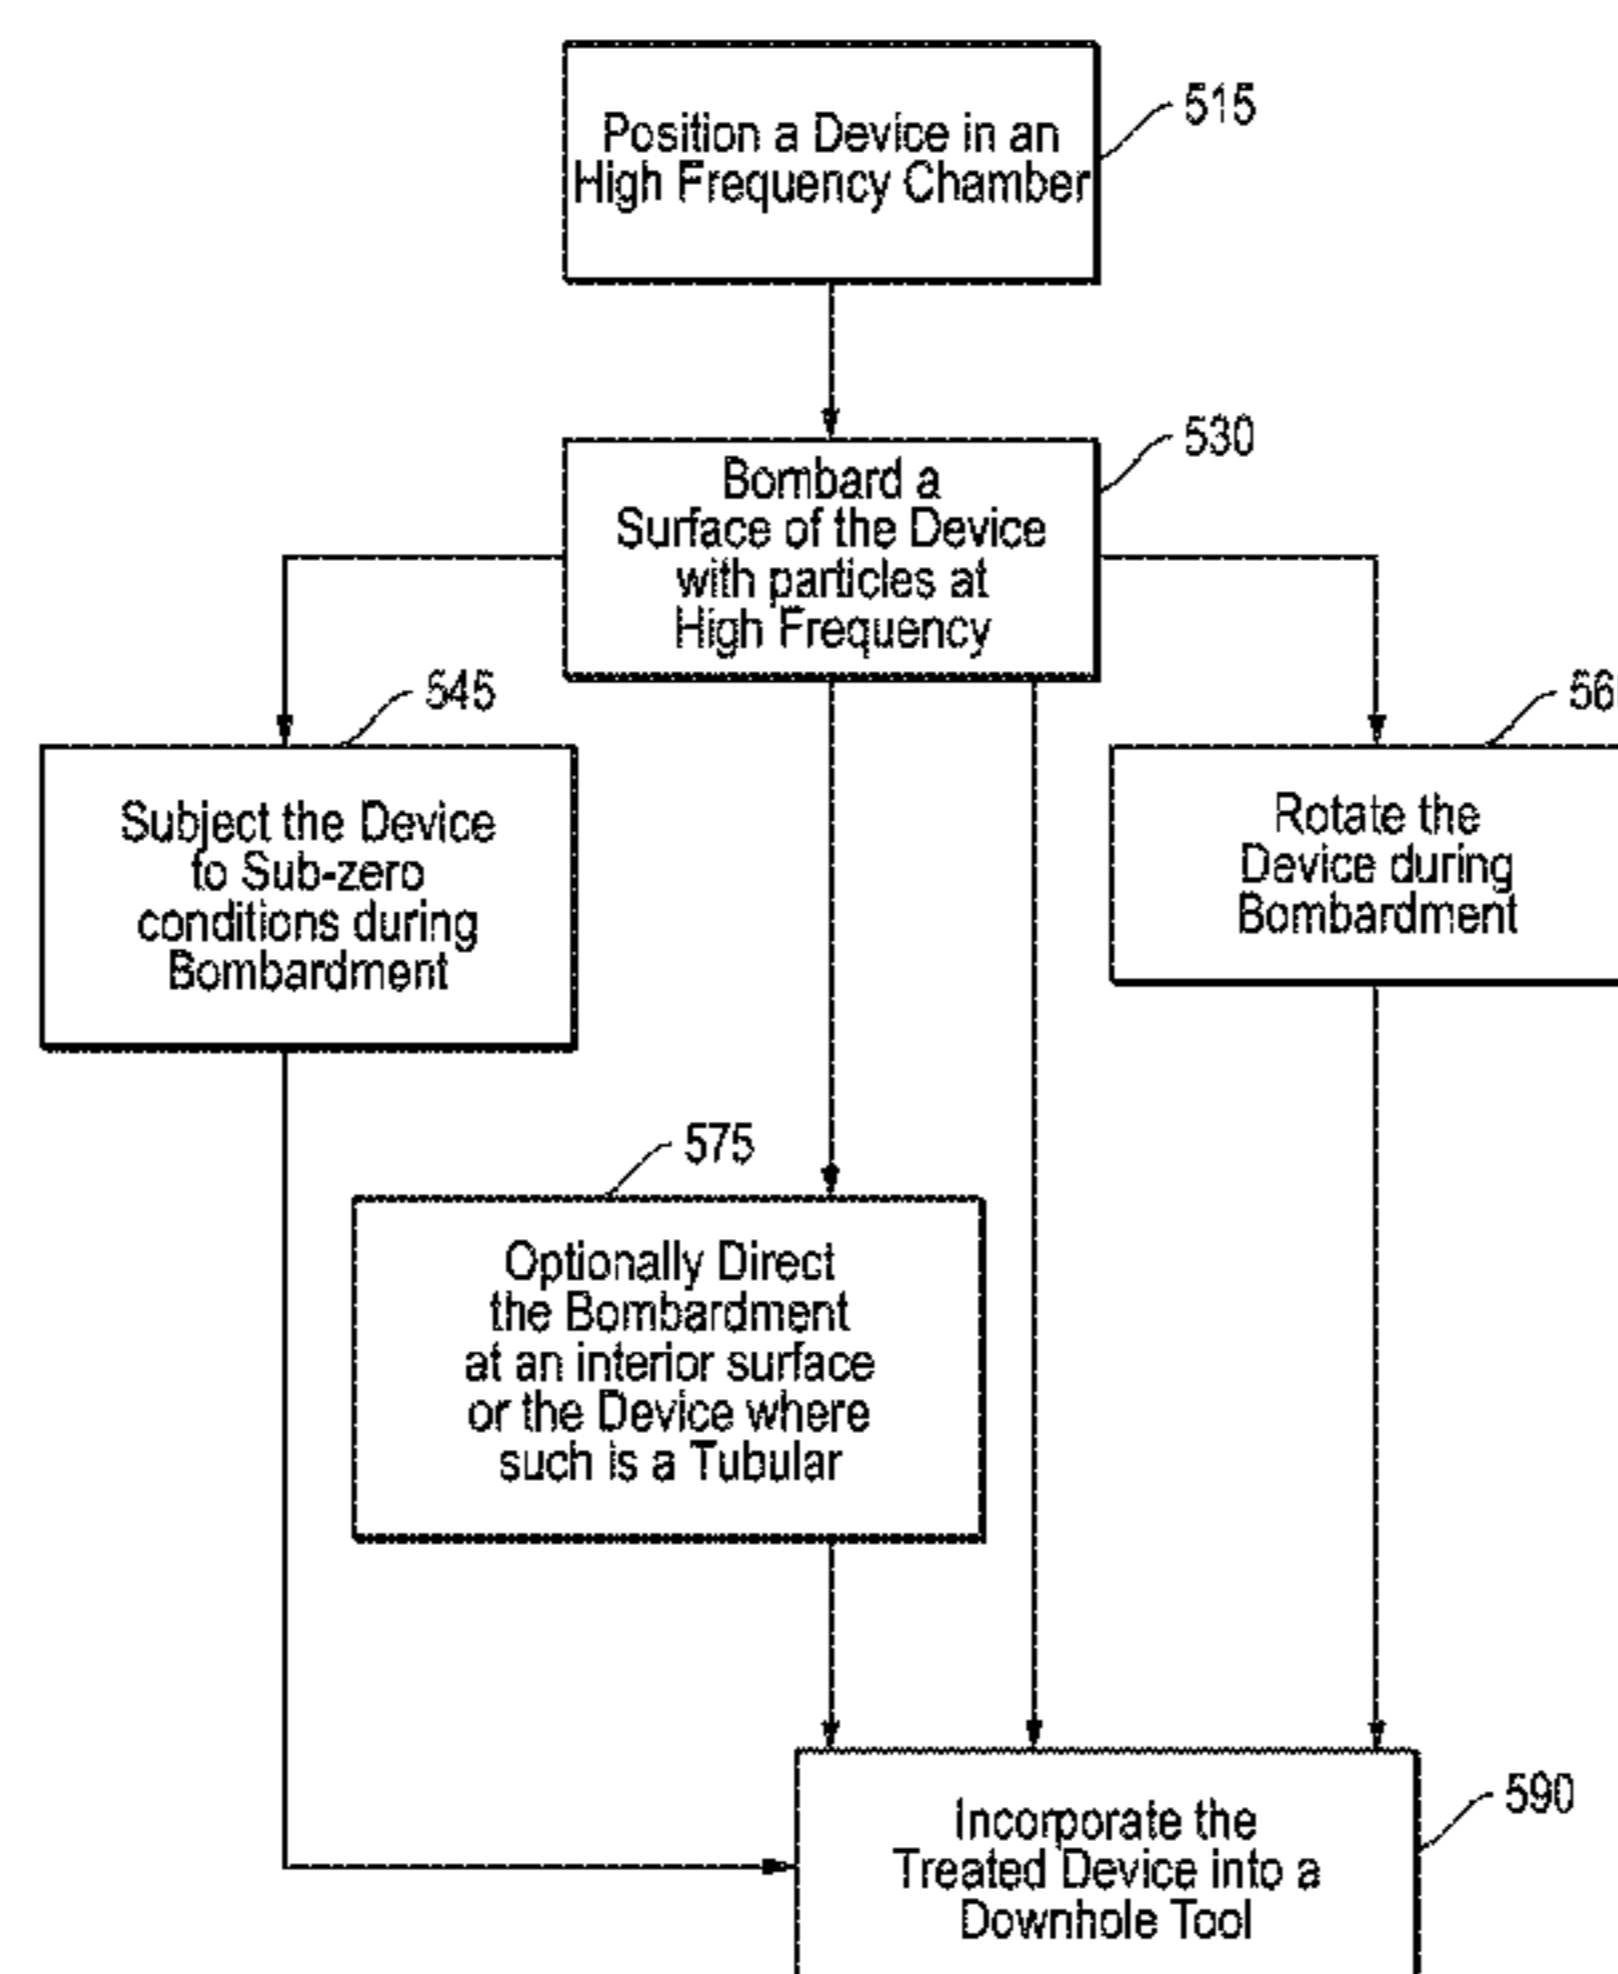 Position a Device in an
High Frequency Chamber
515
Bombard a
Surface of the Device
with particles at
High Frequency
530
545
Subject the Device
to Sub-zero
conditions during
Bombardment
Rotate the
Device during
Bombardment
575
Optionally Direct
the Bombardment
at an interior surface
or the Device where
such is a Tubular
590
Incorporate the
Treated Device into a
Downhole Tool